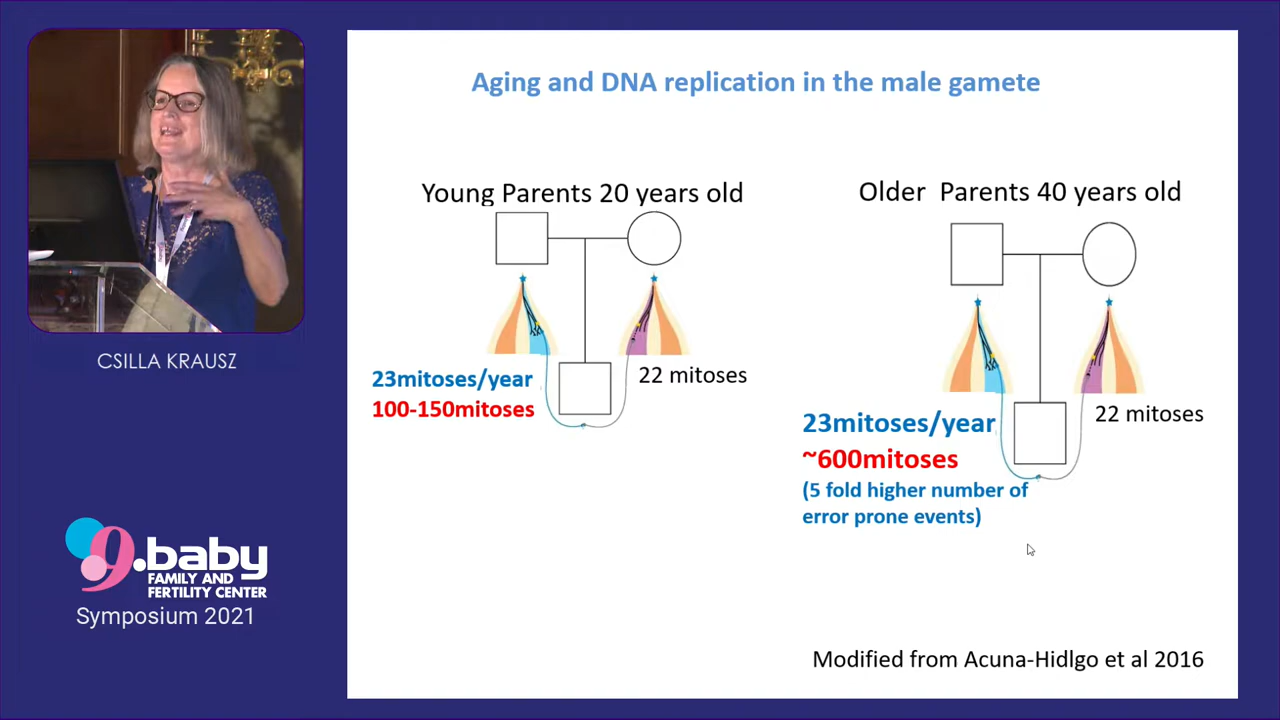 Aging and DNA replication in the male gamete
Young Parents 20 years old
23mitoses/year
100-150mitoses
22 mitoses
Older Parents 40 years old
23mitoses/year
~600mitoses
(5 fold higher number of
error prone events)
22 mitoses
Modified from Acuna-Hidlgo et al 2016
CSILLA KRAUSZ
9.baby
FAMILY AND
FERTILITY CENTER
Symposium 2021